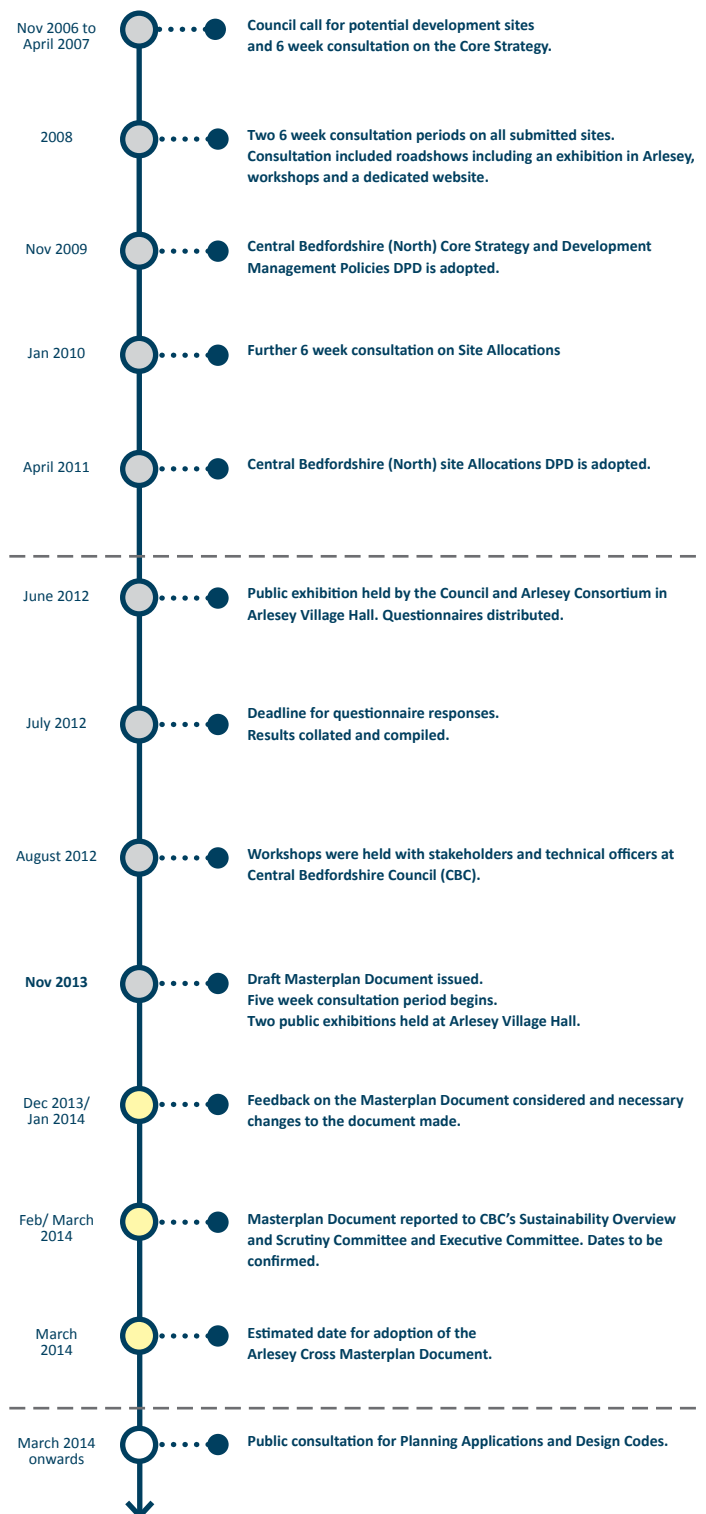 Nov 2006 to
April 2007
Council call for potential development sites
and 6 week consultation on the Core Strategy.
2008
Two 6 week consultation periods on all submitted sites.
Consultation included roadshows including an exhibition in Arlesey,
workshops and a dedicated website.
Nov 2009
Central Bedfordshire (North) Core Strategy and Development
Management Policies DPD is adopted.
Jan 2010
Further 6 week consultation on Site Allocations
April 2011
Central Bedfordshire (North) site Allocations DPD is adopted.
June 2012
Public exhibition held by the Council and Arlesey Consortium in
Arlesey Village Hall. Questionnaires distributed.
July 2012
Deadline for questionnaire responses.
Results collated and compiled.
August 2012
Workshops were held with stakeholders and technical officers at
Central Bedfordshire Council (CBC).
Nov 2013
Draft Masterplan Document issued.
Five week consultation period begins.
Two public exhibitions held at Arlesey Village Hall.
Dec 2013/
Jan 2014
Feedback on the Masterplan Document considered and necessary
changes to the document made.
Feb/ March
2014
Masterplan Document reported to CBC's Sustainability Overview
and Scrutiny Committee and Executive Committee. Dates to be
confirmed.
March
2014
Estimated date for adoption of the
Arlesey Cross Masterplan Document.
March 2014
onwards
Public consultation for Planning Applications and Design Codes.